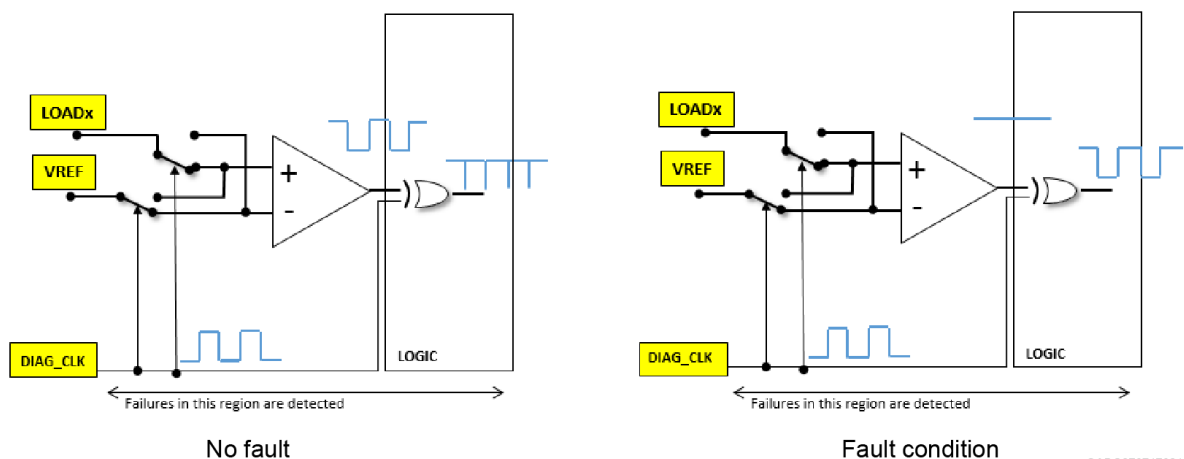 LOADx
VREF
+
-
DIAG_CLK
LOGIC
Failures in this region are detected
No fault
LOADx
VREF
+
-
DIAG_CLK
LOGIC
Failures in this region are detected
Fault condition